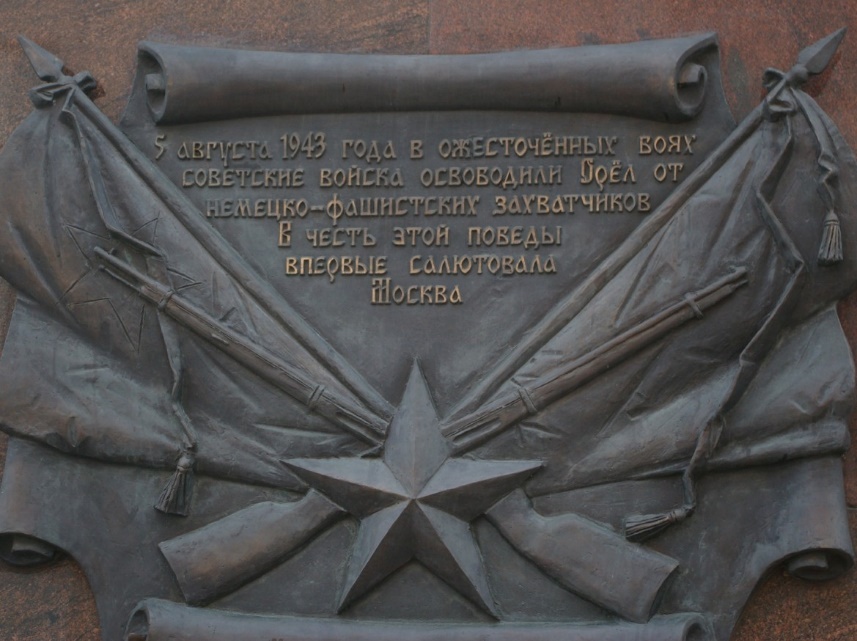 5 августа 1943 года в ожесточённых боях
советские войска освободили Орёл от
немецко-фашистских захватчиков
В честь этой победы
впервые салютовала
Москва